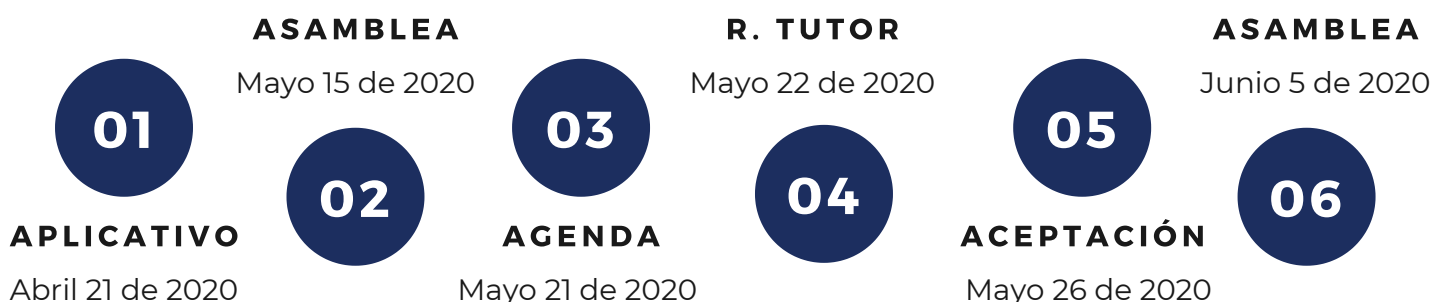 01
APLICATIVO
Abril 21 de 2020
ASAMBLEA
Mayo 15 de 2020
02
03
AGENDA
Mayo 21 de 2020
R. TUTOR
Mayo 22 de 2020
04
05
ACEPTACIÓN
Mayo 26 de 2020
ASAMBLEA
Junio 5 de 2020
06